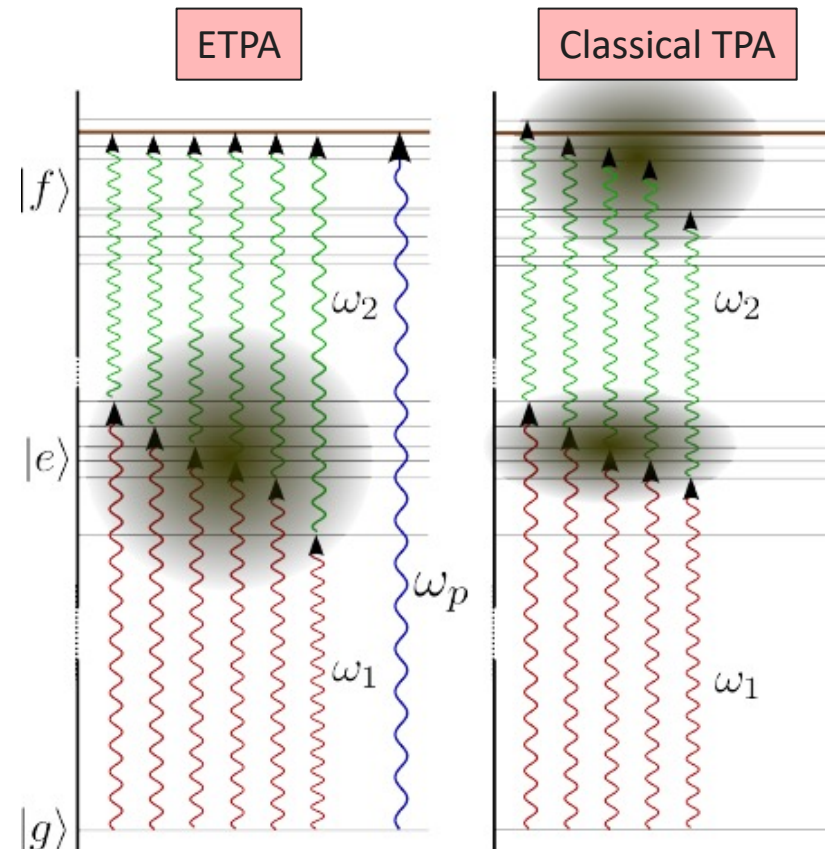 ETPA
Classical TPA
|f⟩
ω₂
ω₂
|e⟩
ωₚ
ω₁
ω₁
|g⟩